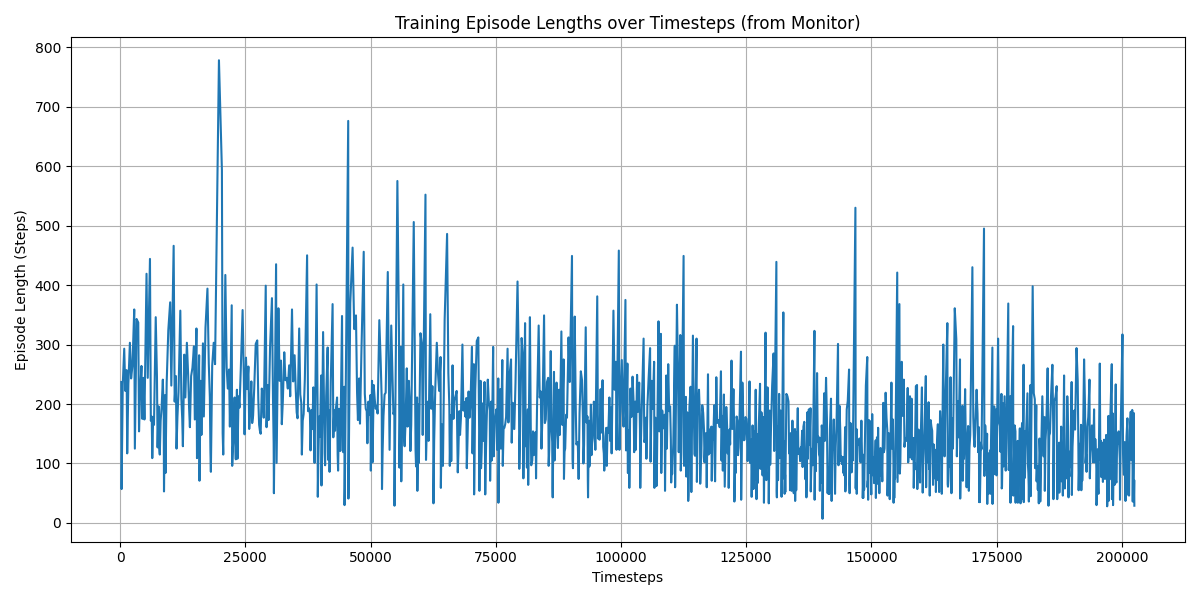 Training Episode Lengths over Timesteps (from Monitor)
800
700
600
500
400
300
200
100
0
Episode Length (Steps)
0 25000 50000 75000 100000 125000 150000 175000 200000
Timesteps